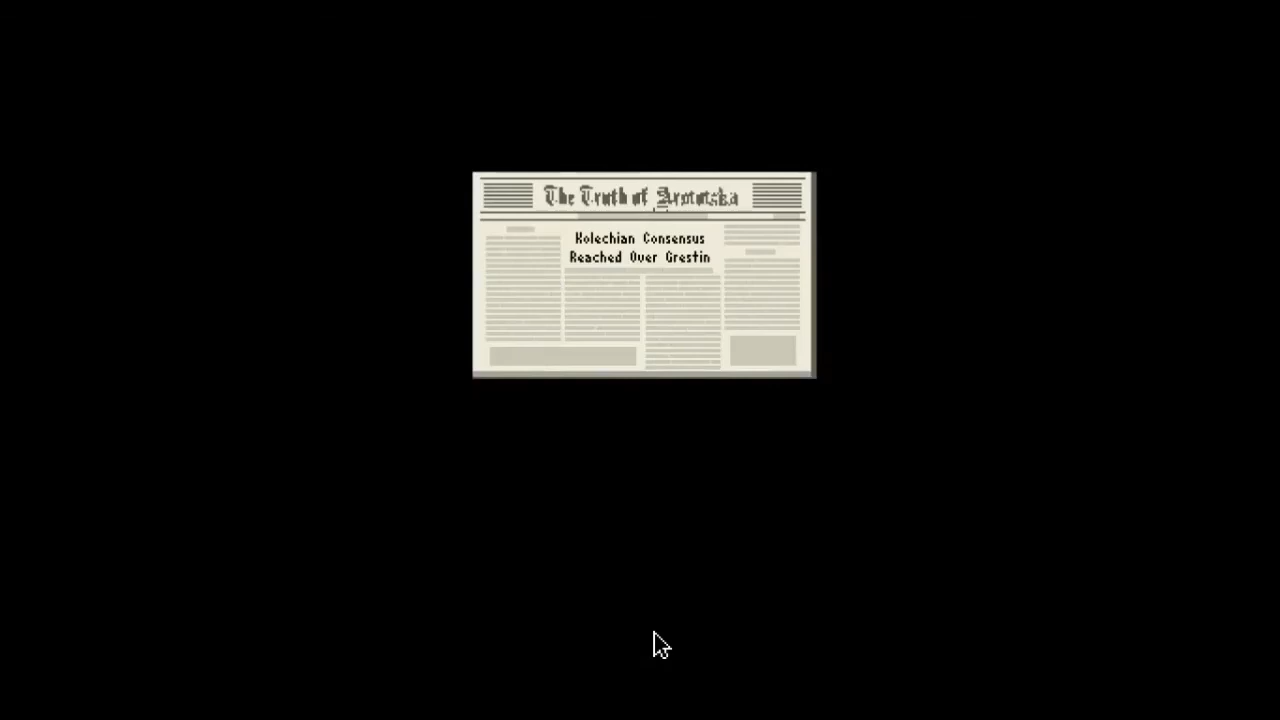 The Truth of Arstotzka
Kolechian Consensus
Reached Over Grestin